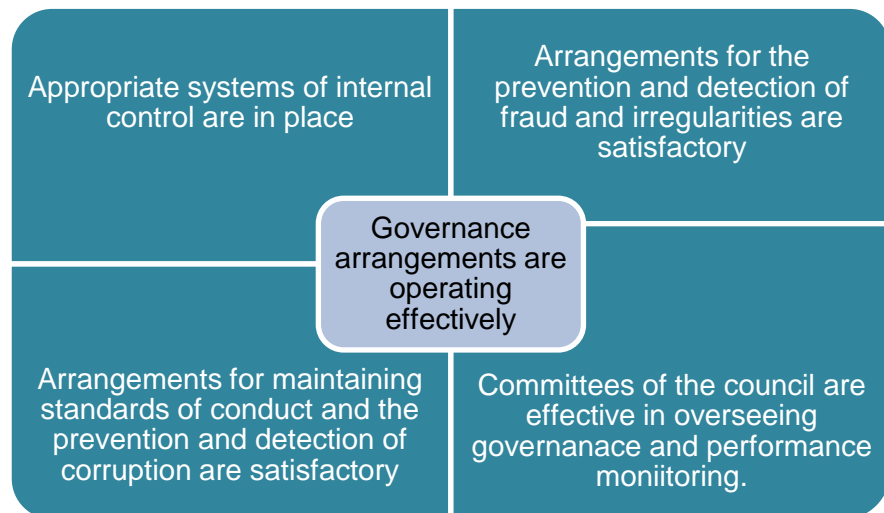 Appropriate systems of internal
control are in place
Arrangements for the
prevention and detection of
fraud and irregularities are
satisfactory
Governance
arrangements are
operating
effectively
Arrangements for maintaining
standards of conduct and the
prevention and detection of
corruption are satisfactory
Committees of the council are
effective in overseeing
governanace and performance
moniitoring.